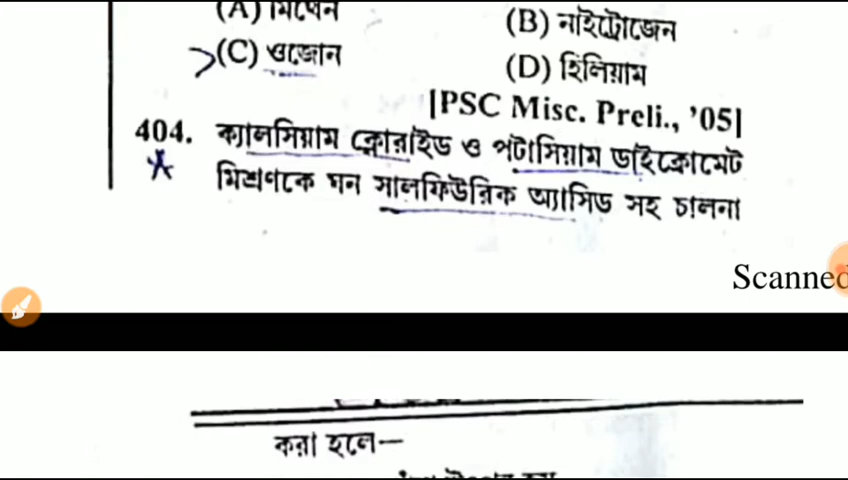 (A) মিথেন
(B) নাইট্রোজেন
(C) ওজোন
(D) হিলিয়াম
[PSC Misc. Preli., '05]
404. ক্যালসিয়াম ক্লোরাইড ও পটাসিয়াম ডাইক্রোমেট
মিশ্রণকে ঘন সালফিউরিক অ্যাসিড সহ চালনা
Scanned
করা হলে—